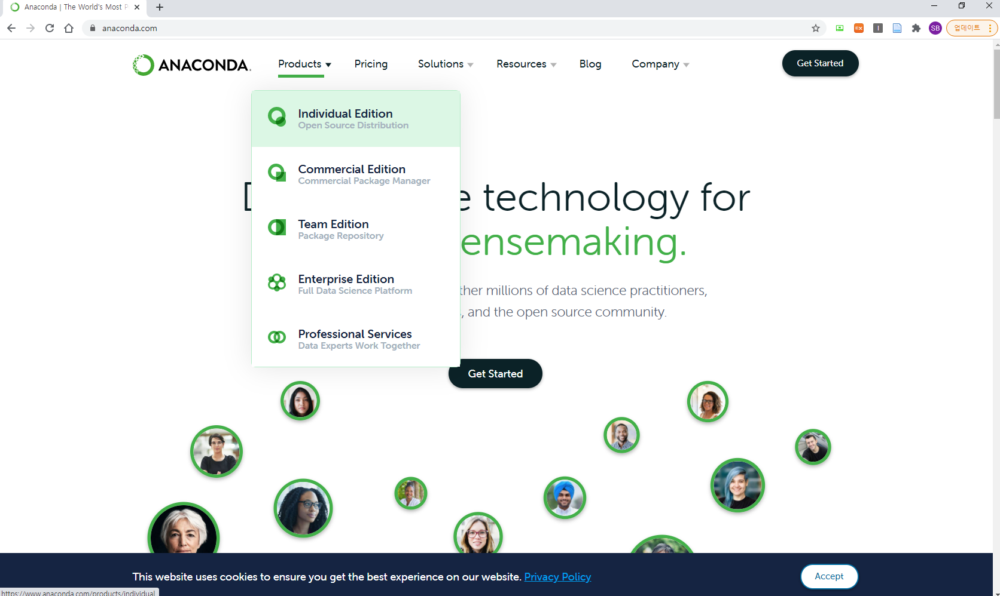 Anaconda | The World's Most P
anaconda.com
EX
SB
업데이트
ANACONDA.
Products
Pricing
Solutions
Resources
Blog
Company
Get Started
Individual Edition
Open Source Distribution
Commercial Edition
Commercial Package Manager
Team Edition
Package Repository
Enterprise Edition
Full Data Science Platform
Professional Services
Data Experts Work Together
D e technology for
ensemaking.
ther millions of data science practitioners,
, and the open source community.
Get Started
This website uses cookies to ensure you get the best experience on our website. Privacy Policy
Accept
https://www.anaconda.com/products/individual